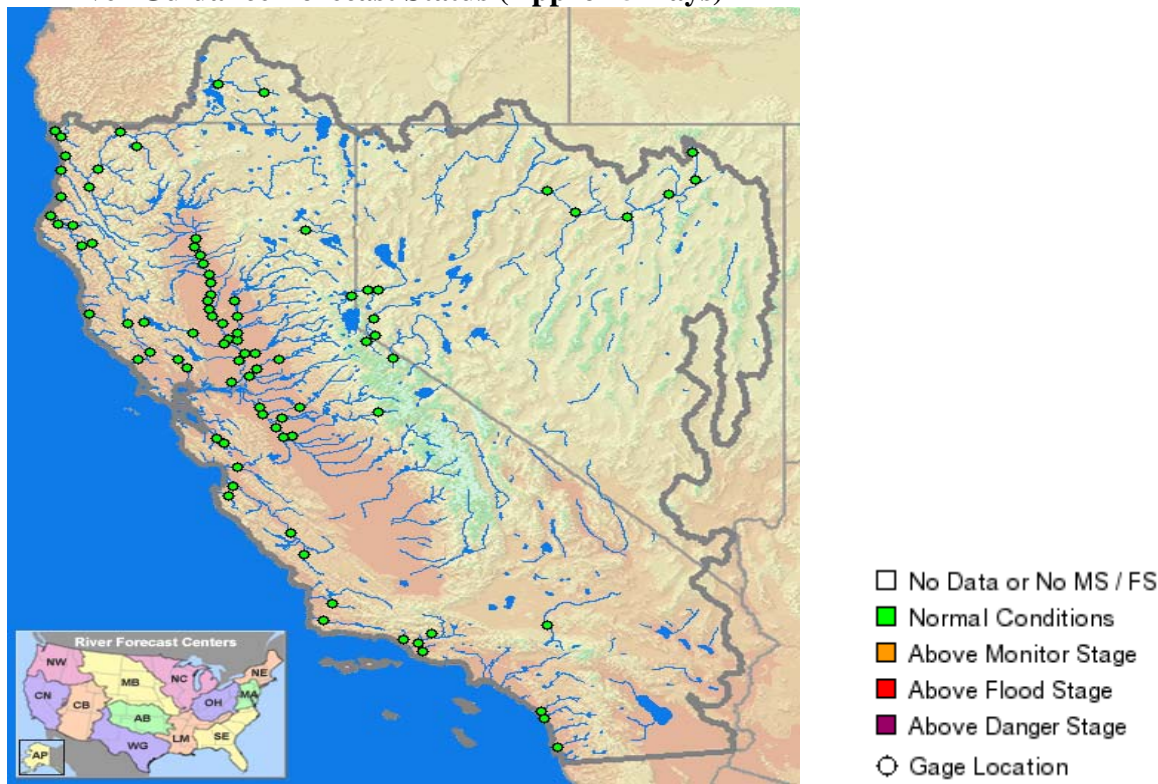 River Forecast Centers
NW
MB
NC
NE
CN
CB
AB
OH
MA
WG
LM
SE
AP
No Data or No MS / FS
Normal Conditions
Above Monitor Stage
Above Flood Stage
Above Danger Stage
Gage Location